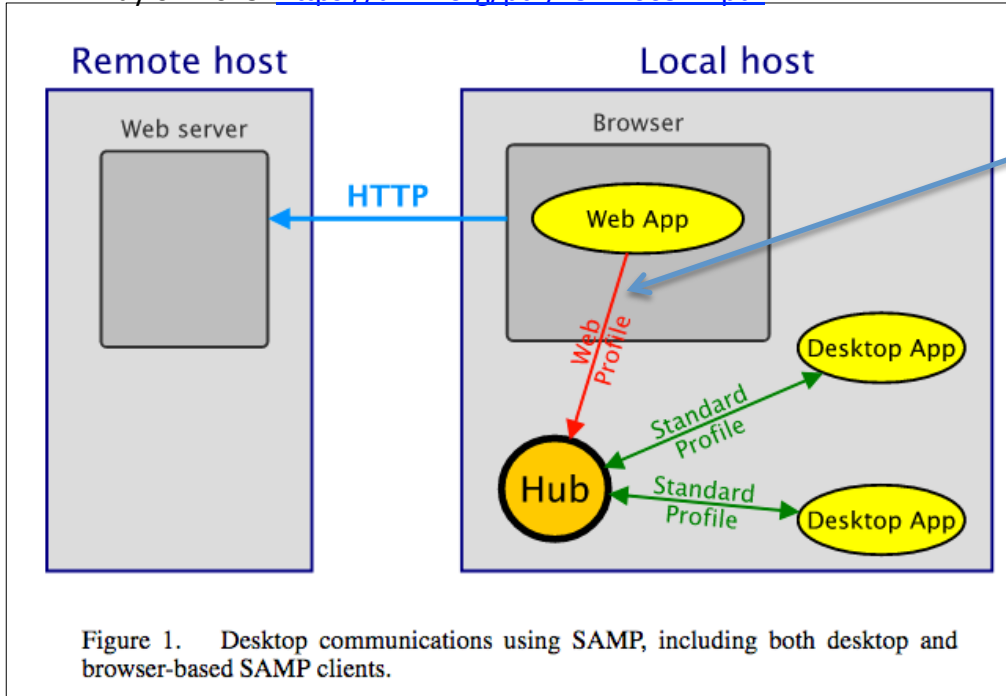 Remote host
Local host
Web server
Browser
HTTP
Web App
Web
Profile
Desktop App
Standard
Profile
Hub
Standard
Profile
Desktop App
Figure 1. Desktop communications using SAMP, including both desktop and
browser-based SAMP clients.